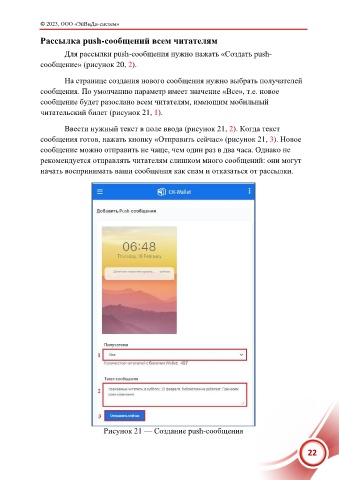 © 2023, ООО «ЭйВиДи-систем»
Рассылка push-сообщений всем читателям
Для рассылки push-сообщения нужно нажать «Создать push-
сообщение» (рисунок 20, 2).
На странице создания нового сообщения нужно выбрать получателей
сообщения. По умолчанию параметр имеет значение «Все», т.е. новое
сообщение будет разослано всем читателям, имеющим мобильный
читательский билет (рисунок 21, 1).
Ввести нужный текст в поле ввода (рисунок 21, 2). Когда текст
сообщения готов, нажать кнопку «Отправить сейчас» (рисунок 21, 3). Новое
сообщение можно отправить не чаще, чем один раз в два часа. Однако не
рекомендуется отправлять читателям слишком много сообщений: они могут
начать воспринимать ваши сообщения как спам и отказаться от рассылки.
CH-Wallet
Добавить Push сообщения
06:48
Thursday, 16 February
сейчас
Получатели
1
Все
Количество читателей с билетами Wallet: 487
Текст сообщения
2
3
Отправить сейчас
Рисунок 21 — Создание push-сообщения
22